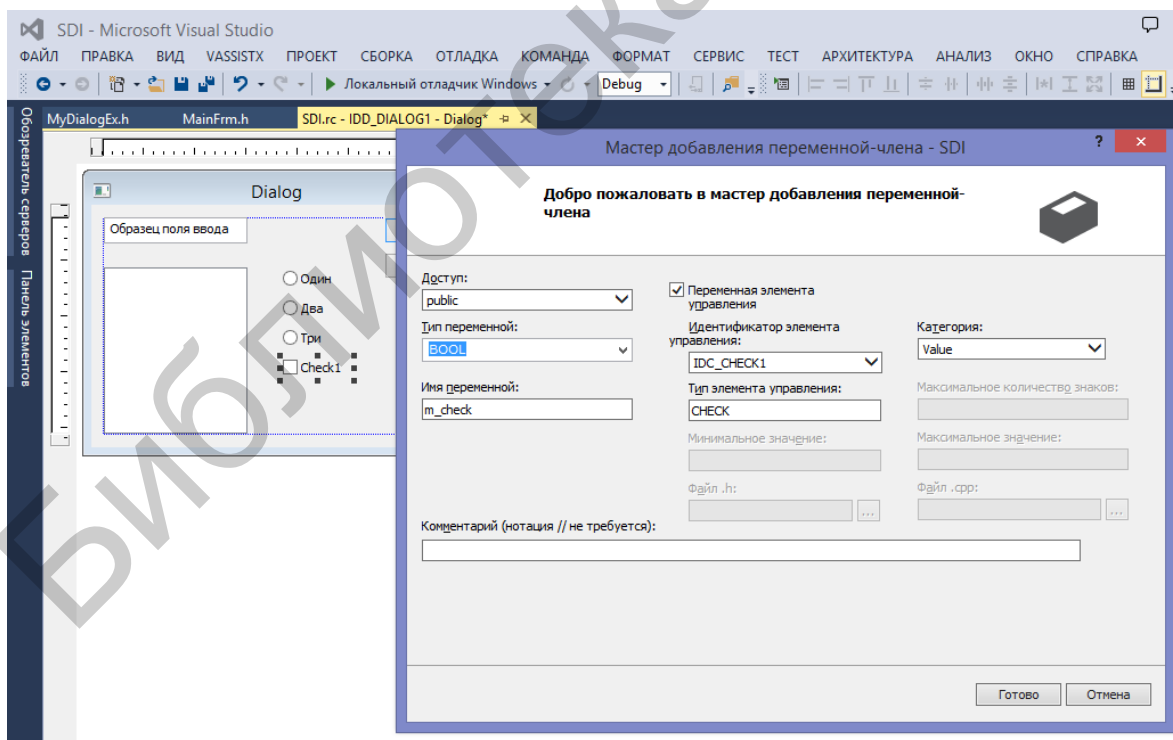 SDI - Microsoft Visual Studio
ФАЙЛ ПРАВКА ВИД VASSISTX ПРОЕКТ СБОРКА ОТЛАДКА КОМАНДА ФОРМАТ СЕРВИС ТЕСТ АРХИТЕКТУРА АНАЛИЗ ОКНО СПРАВКА
Локальный отладчик Windows Debug
MyDialogEx.h MainFrm.h SDI.rc - IDD_DIALOG1 - Dialog*
Обозреватель серверов
Панель элементов
Dialog
Образец поля ввода
Один
Два
Три
Check1
Мастер добавления переменной-члена - SDI
Добро пожаловать в мастер добавления переменной-
члена
Доступ:
public
Переменная элемента
управления
Тип переменной:
BOOL
Идентификатор элемента
управления:
IDC_CHECK1
Категория:
Value
Имя переменной:
m_check
Тип элемента управления:
CHECK
Максимальное количество знаков:
Минимальное значение:
Максимальное значение:
Файл .h:
...
Файл .cpp:
...
Комментарий (нотация // не требуется):
Готово Отмена
Библиотека